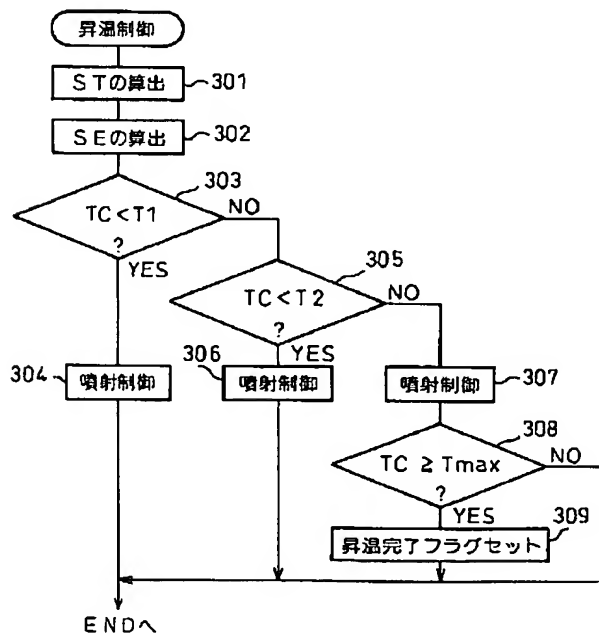 昇温制御
STの算出
301
SEの算出
302
303
TC<T1
?
NO
YES
305
TC<T2
?
NO
YES
304
噴射制御
306
噴射制御
噴射制御
307
308
TC≧Tmax
?
NO
YES
309
昇温完了フラグセット
ENDへ